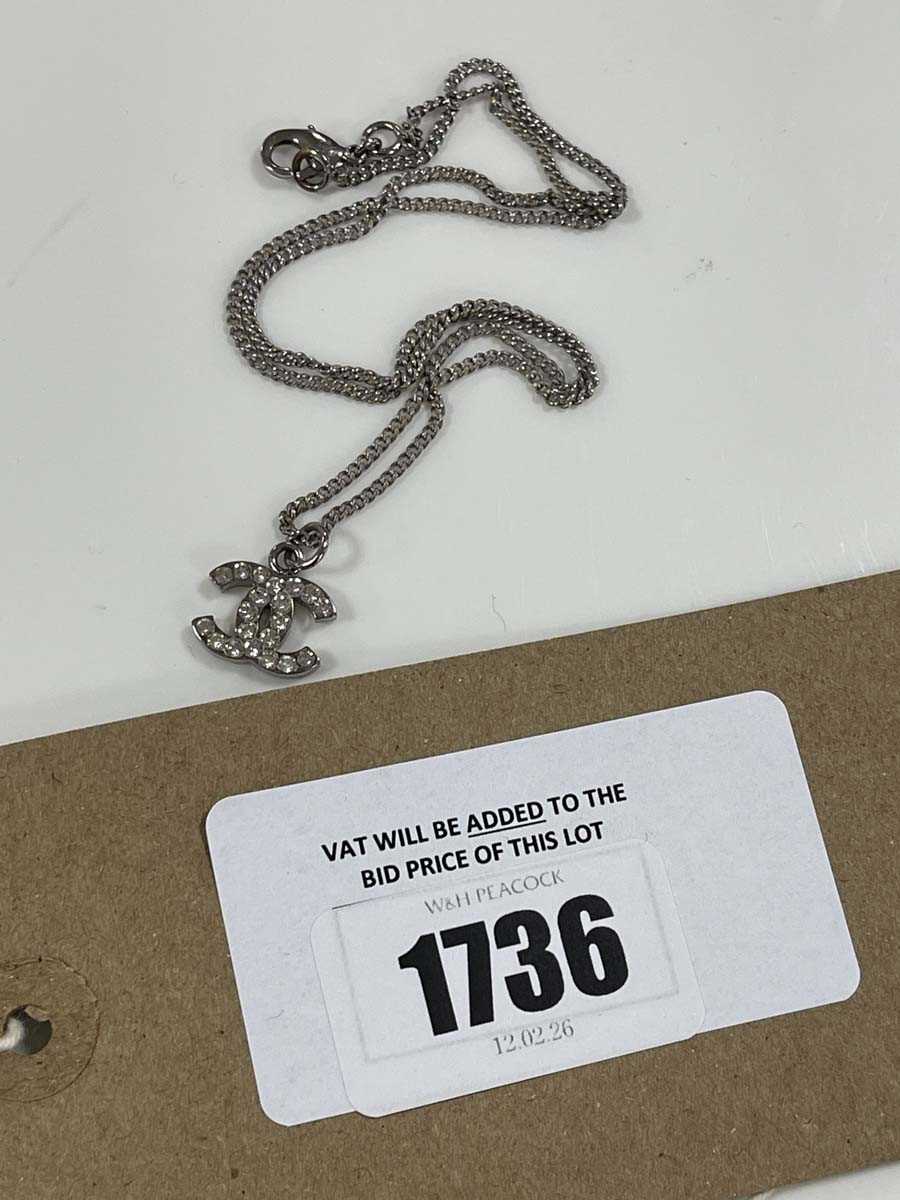 VAT WILL BE ADDED TO THE
BID PRICE OF THIS LOT
W&H PEACOCK
1736
12.02.26